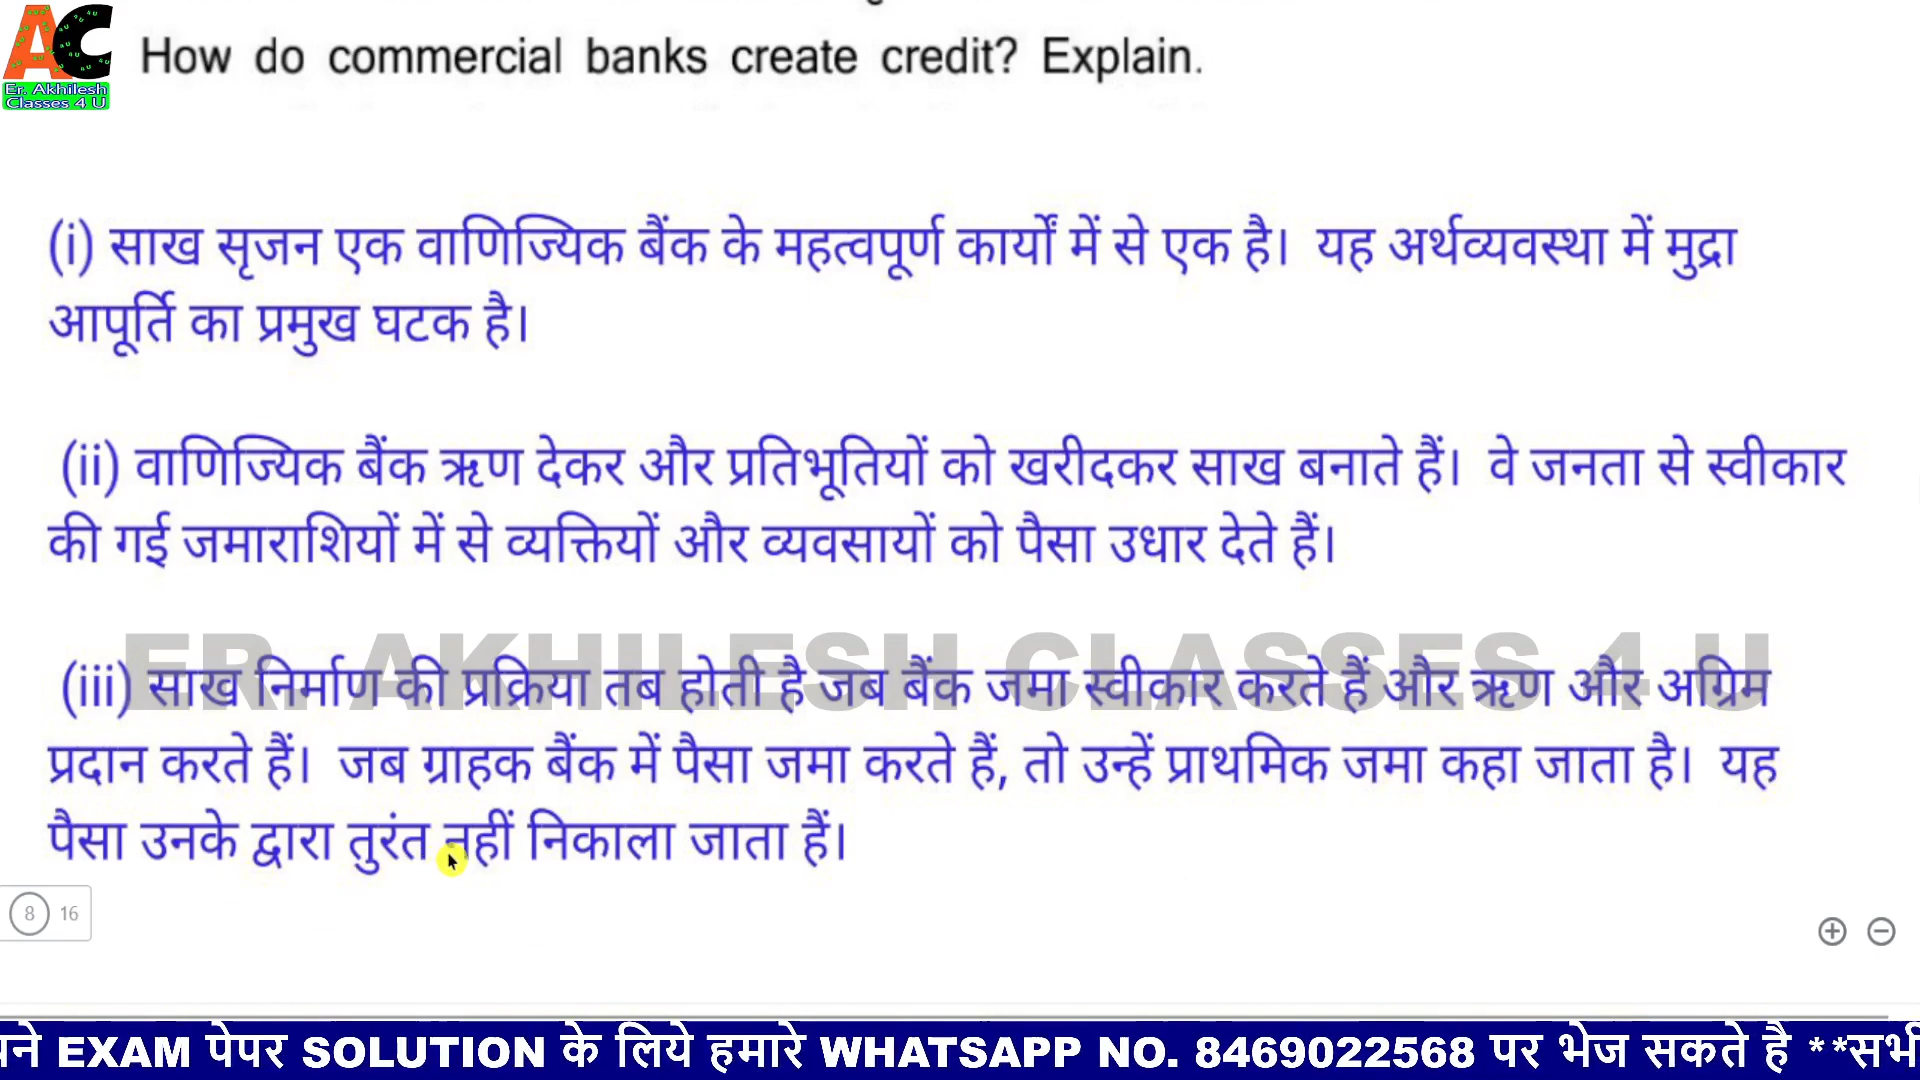 AC
Er. Akhilesh
Classes 4 U
How do commercial banks create credit? Explain.
(i) साख सृजन एक वाणिज्यिक बैंक के महत्वपूर्ण कार्यों में से एक है। यह अर्थव्यवस्था में मुद्रा
आपूर्ति का प्रमुख घटक है।
(ii) वाणिज्यिक बैंक ऋण देकर और प्रतिभूतियों को खरीदकर साख बनाते हैं। वे जनता से स्वीकार
की गई जमाराशियों में से व्यक्तियों और व्यवसायों को पैसा उधार देते हैं।
ER. AKHILESH CLASSES 4 U
(iii) साख निर्माण की प्रक्रिया तब होती है जब बैंक जमा स्वीकार करते हैं और ऋण और अग्रिम
प्रदान करते हैं। जब ग्राहक बैंक में पैसा जमा करते हैं, तो उन्हें प्राथमिक जमा कहा जाता है। यह
पैसा उनके द्वारा तुरंत नहीं निकाला जाता हैं।
8 16
EXAM पेपर SOLUTION के लिये हमारे WHATSAPP NO. 8469022568 पर भेज सकते है **सभी